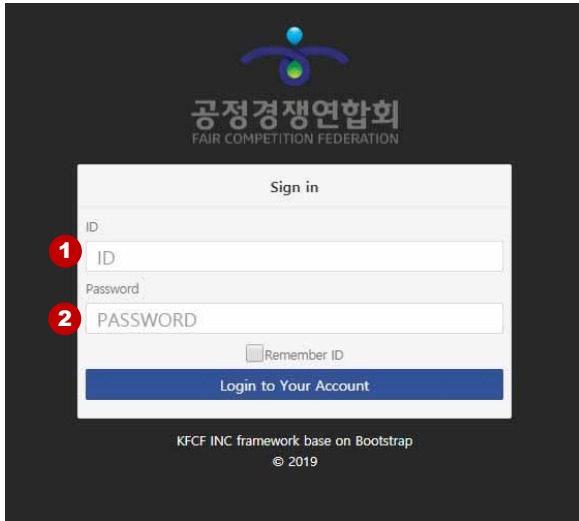 공정경쟁연합회
FAIR COMPETITION FEDERATION
Sign in
ID
1 ID
Password
2 PASSWORD
Remember ID
Login to Your Account
KFCF INC framework base on Bootstrap
© 2019